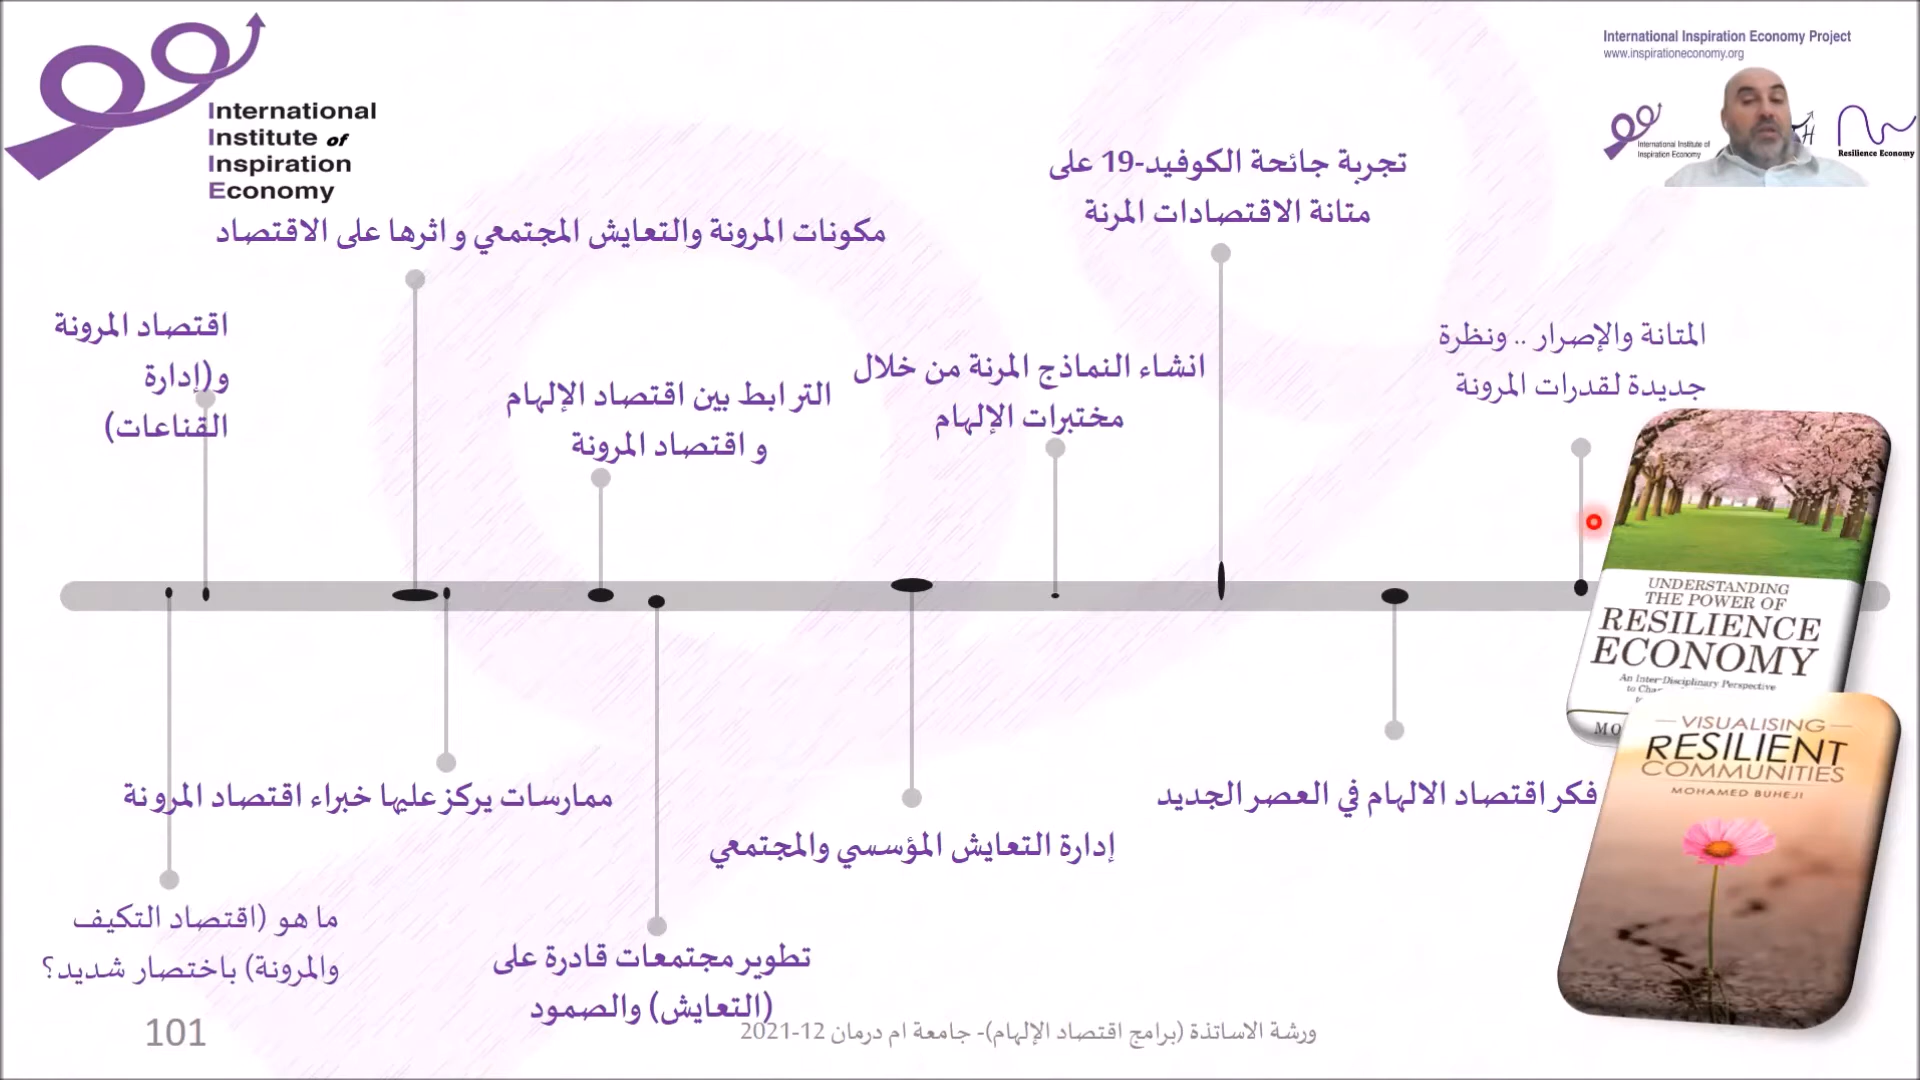 International
Institute of
Inspiration
Economy
International Inspiration Economy Project
www.inspirationeconomy.org
International Institute of
Inspiration Economy
H
Resilience Economy
تجربة جائحة الكوفيد-19 على
متانة الاقتصادات المرنة
مكونات المرونة والتعايش المجتمعي و اثرها على الاقتصاد
اقتصاد المرونة
و(إدارة
القناعات)
الترابط بين اقتصاد الإلهام
و اقتصاد المرونة
انشاء النماذج المرنة من خلال
مختبرات الإلهام
المتانة والإصرار .. ونظرة
جديدة لقدرات المرونة
UNDERSTANDING
THE POWER OF
RESILIENCE
ECONOMY
An Inter-Disciplinary Perspective
VISUALISING
RESILIENT
COMMUNITIES
MOHAMED BUHEJI
ممارسات يركز عليها خبراء اقتصاد المرونة
فكر اقتصاد الالهام في العصر الجديد
إدارة التعايش المؤسسي والمجتمعي
ما هو (اقتصاد التكيف
والمرونة) باختصار شديد؟
تطوير مجتمعات قادرة على
(التعايش) والصمود
ورشة الاساتذة (برامج اقتصاد الإلهام)- جامعة ام درمان 12-2021
101